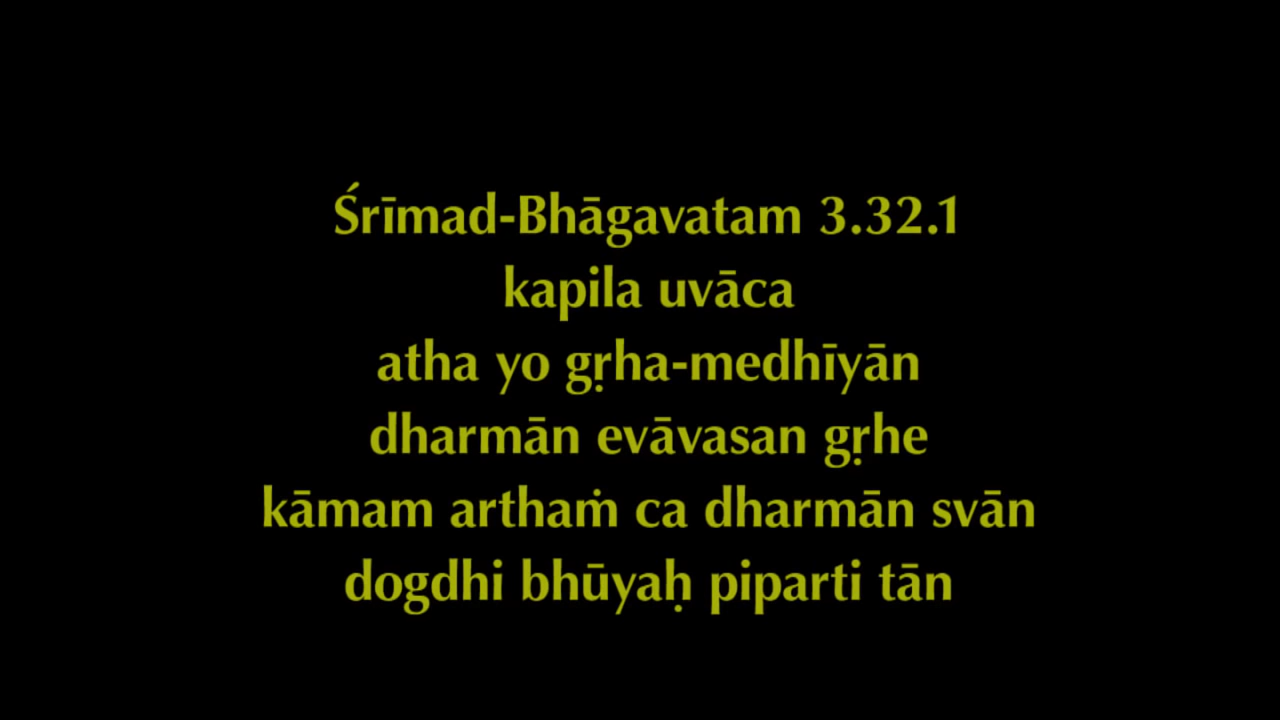 Śrīmad-Bhāgavatam 3.32.1
kapila uvāca
atha yo gṛha-medhīyān
dharmān evāvasan gṛhe
kāmam arthaṁ ca dharmān svān
dogdhi bhūyaḥ piparti tān